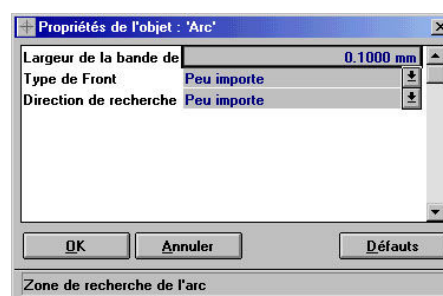 Propriétés de l'objet : 'Arc'
Largeur de la bande de 0.1000 mm
Type de Front Peu importe
Direction de recherche Peu importe
OK Annuler Défauts
Zone de recherche de l'arc